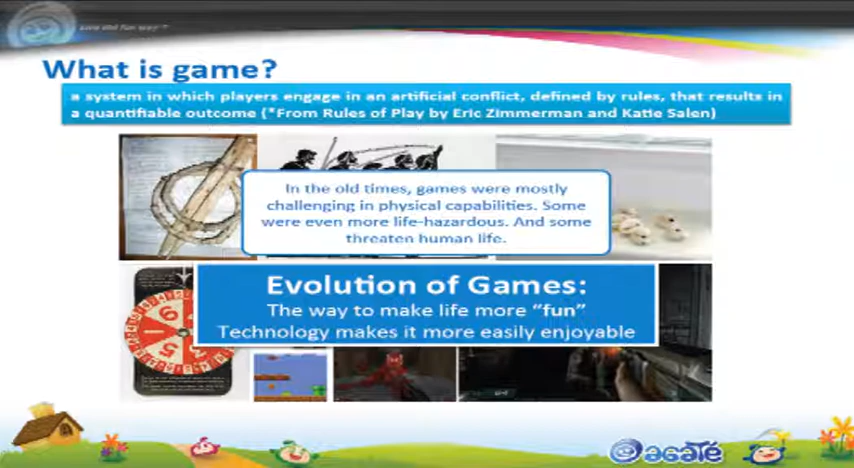 What is game?
a system in which players engage in an artificial conflict, defined by rules, that results in
a quantifiable outcome (*From Rules of Play by Eric Zimmerman and Katie Salen)
In the old times, games were mostly
challenging in physical capabilities. Some
were even more life-hazardous. And some
threaten human life.
Evolution of Games:
The way to make life more “fun”
Technology makes it more easily enjoyable
acaté